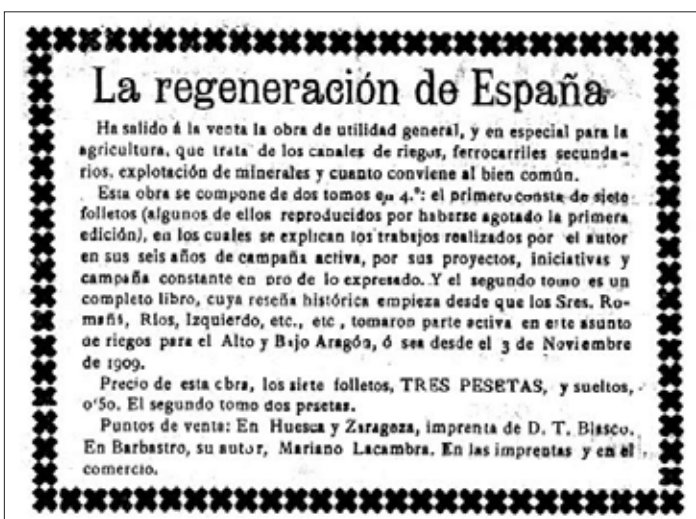 La regeneración de España
Ha salido á la venta la obra de utilidad general, y en especial para la
agricultura, que trata de los canales de riegos, ferrocarriles secunda-
rios, explotación de minerales y cuanto conviene al bien común.
Esta obra se compone de dos tomos en 4.º: el primero consta de siete
folletos (algunos de ellos reproducidos por haberse agotado la primera
edición), en los cuales se explican los trabajos realizados por el autor
en sus seis años de campaña activa, por sus proyectos, iniciativas y
campaña constante en pro de lo expresado. Y el segundo tomo es un
completo libro, cuya reseña histórica empieza desde que los Sres. Ro-
mañs, Ríos, Izquierdo, etc., etc., tomaron parte activa en este asunto
de riegos para el Alto y Bajo Aragón, ó sea desde el 3 de Noviembre
de 1909.
Precio de esta obra, los siete folletos, TRES PESETAS, y sueltos,
0'50. El segundo tomo dos pesetas.
Puntos de venta: En Huesca y Zaragoza, imprenta de D. T. Blasco.
En Barbastro, su autor, Mariano Lacambra. En las imprentas y en el
comercio.